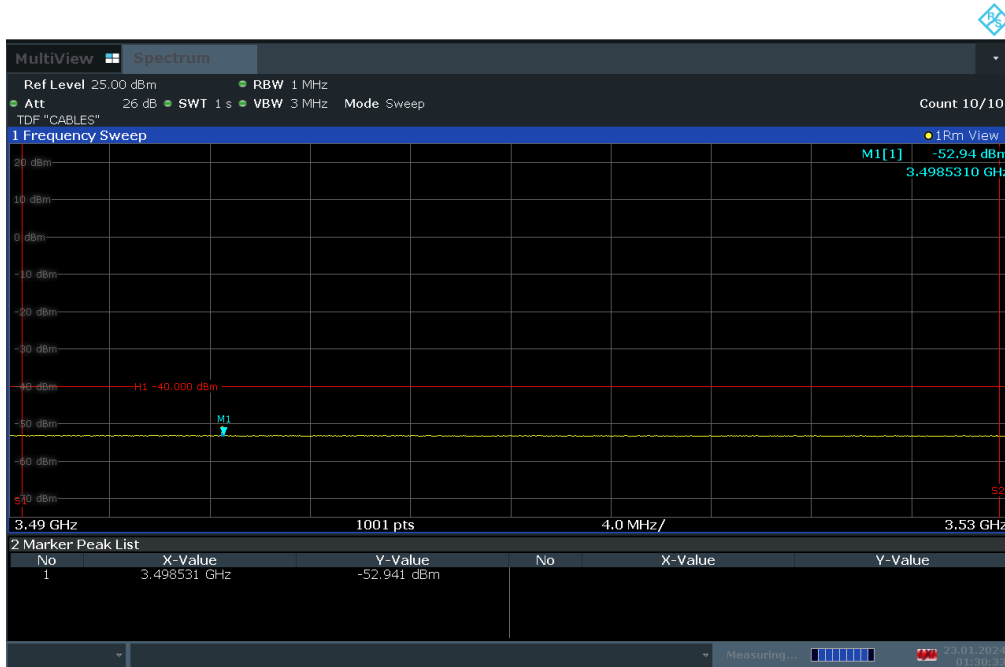 R&S
MultiView Spectrum
Ref Level 25.00 dBm RBW 1 MHz
Att 26 dB SWT 1 s VBW 3 MHz Mode Sweep Count 10/10
TDF "CABLES"
1 Frequency Sweep 1Rm View
M1[1] -52.94 dBm
3.4985310 GHz
20 dBm
10 dBm
0 dBm
-10 dBm
-20 dBm
-30 dBm
-40 dBm
H1 -40.000 dBm
M1
-50 dBm
-60 dBm
S2
-70 dBm
S1
3.49 GHz 1001 pts 4.0 MHz/ 3.53 GHz
2 Marker Peak List
No X-Value Y-Value No X-Value Y-Value
1 3.498531 GHz -52.941 dBm
Measuring... 23.01.2024